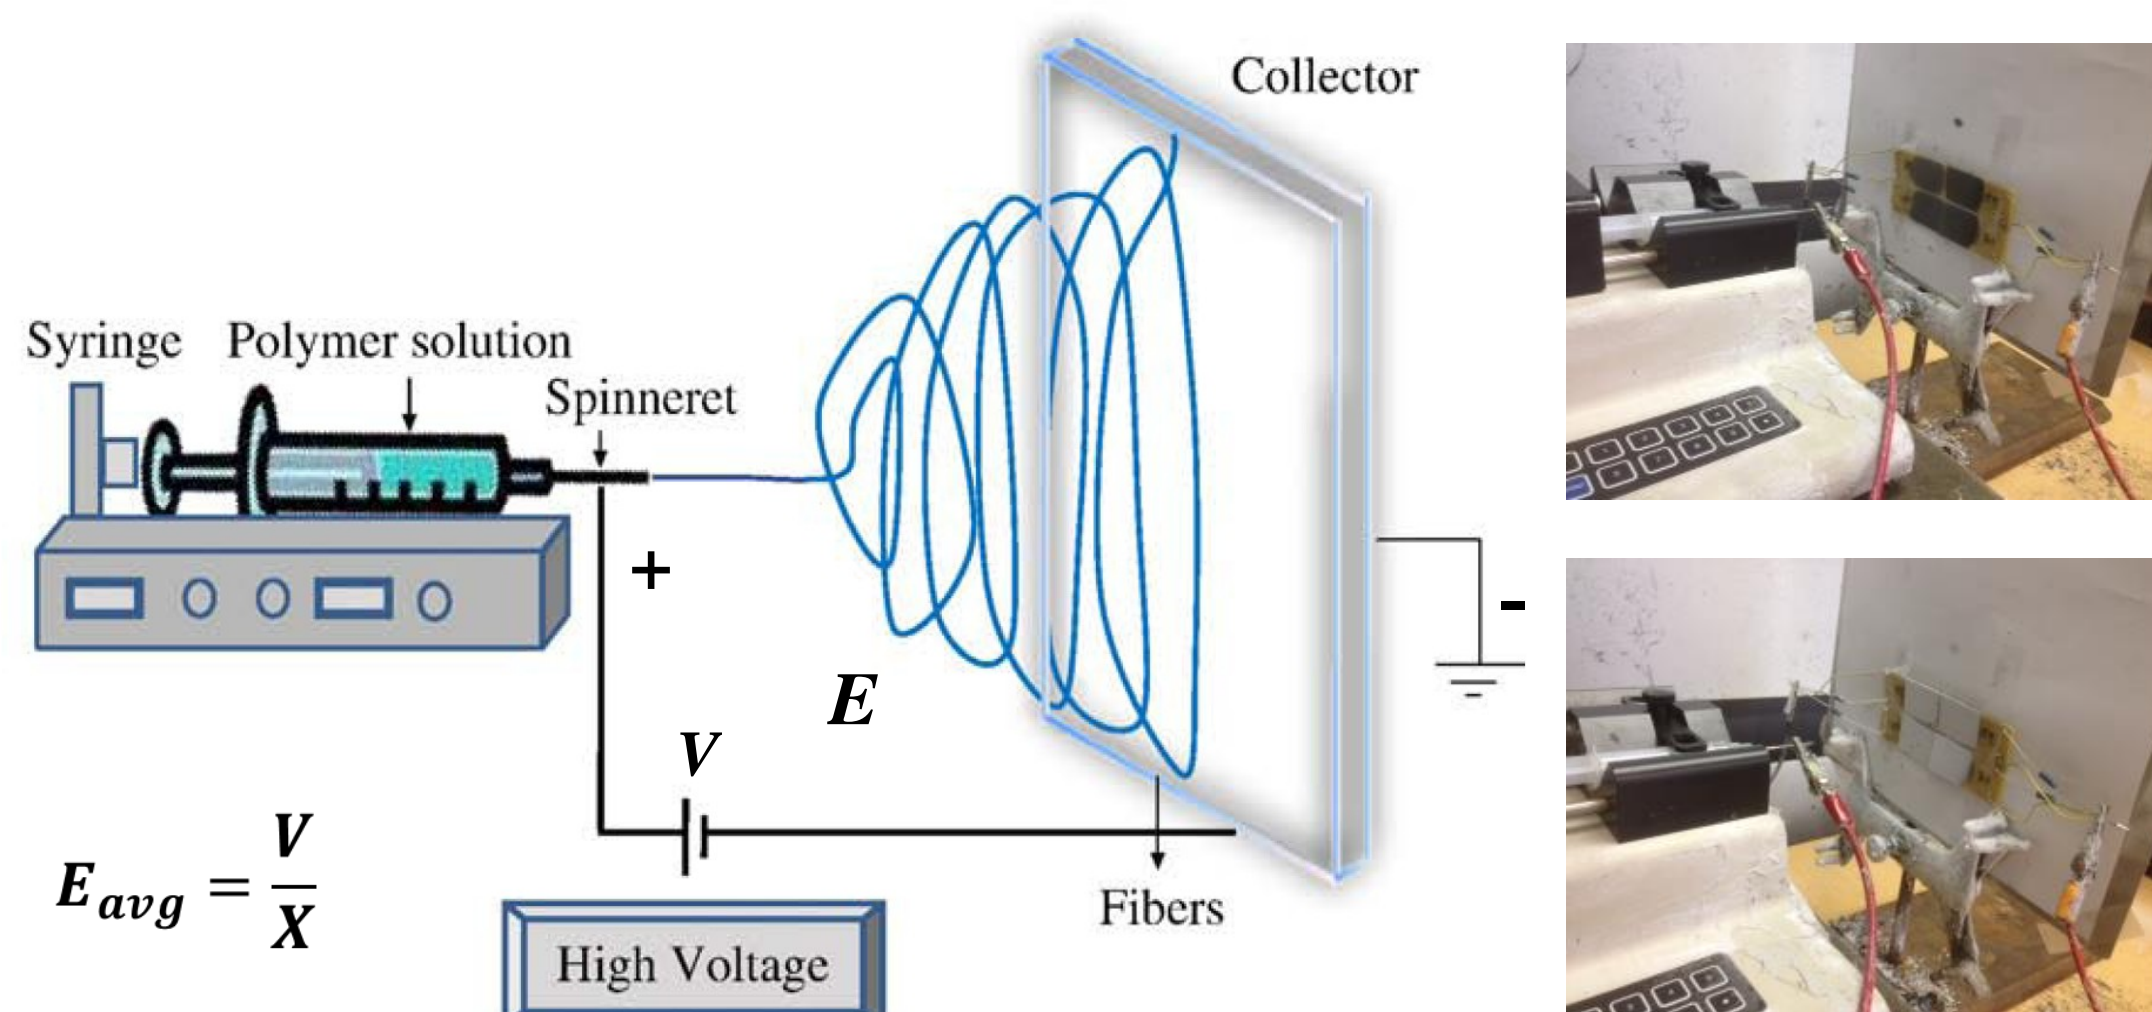 Collector
Syringe
Polymer solution
Spinneret
+
-
E
V
E_avg = V/X
Fibers
High Voltage